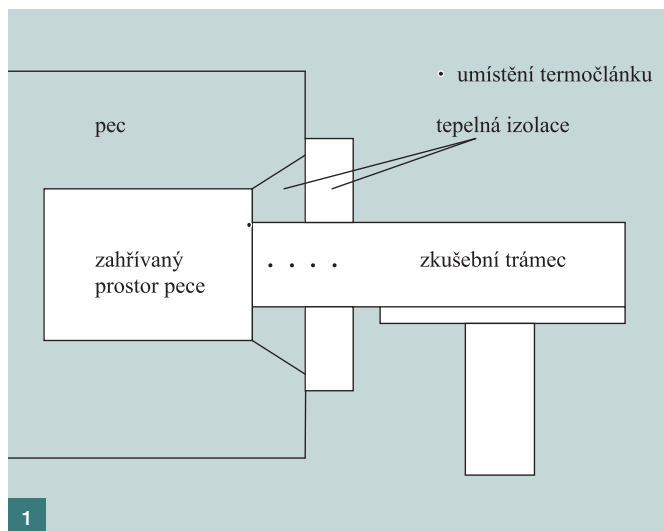 • umístění termočlánku
pec
tepelná izolace
zahřívaný
prostor pece
zkušební trámec
1